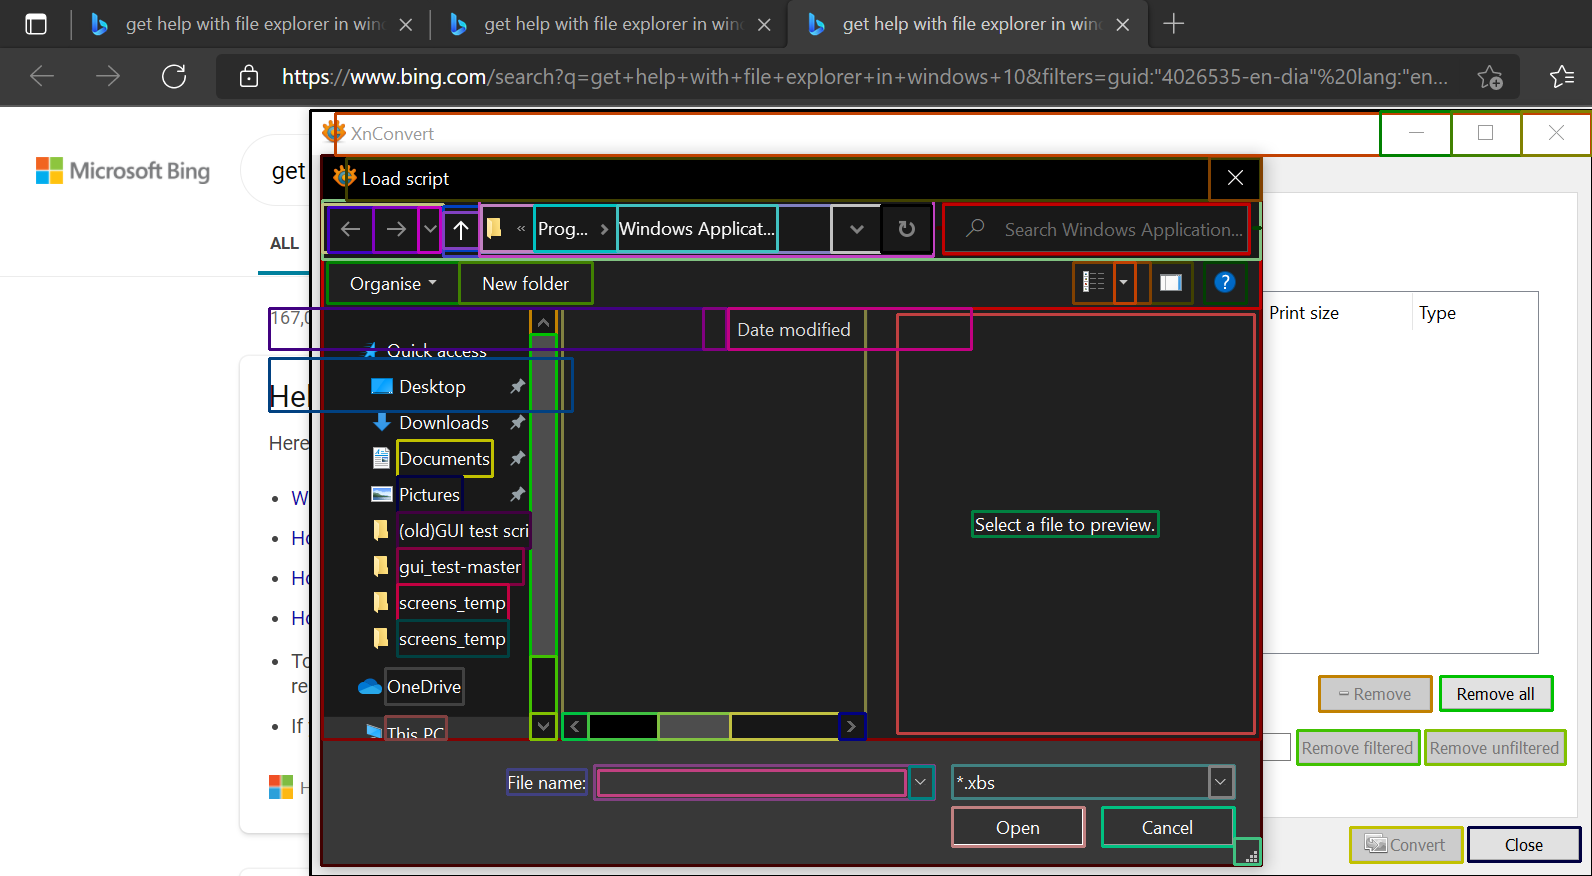 get help with file explorer in win
get help with file explorer in win
get help with file explorer in win
https://www.bing.com/search?q=get+help+with+file+explorer+in+windows+10&filters=guid:"4026535-en-dia"%20lang:"en...
XnConvert
Microsoft Bing
get
ALL
Load script
Prog...
Windows Applicat...
Search Windows Application...
Organise
New folder
167,0
Date modified
Print size
Type
Quick access
Desktop
Downloads
Documents
Pictures
(old)GUI test scri
gui_test-master
screens_temp
screens_temp
OneDrive
This PC
Hel
Here
W
Ho
Ho
Ho
To
re
If
H
Select a file to preview.
Remove
Remove all
Remove filtered
Remove unfiltered
File name:
*.xbs
Open
Cancel
Convert
Close